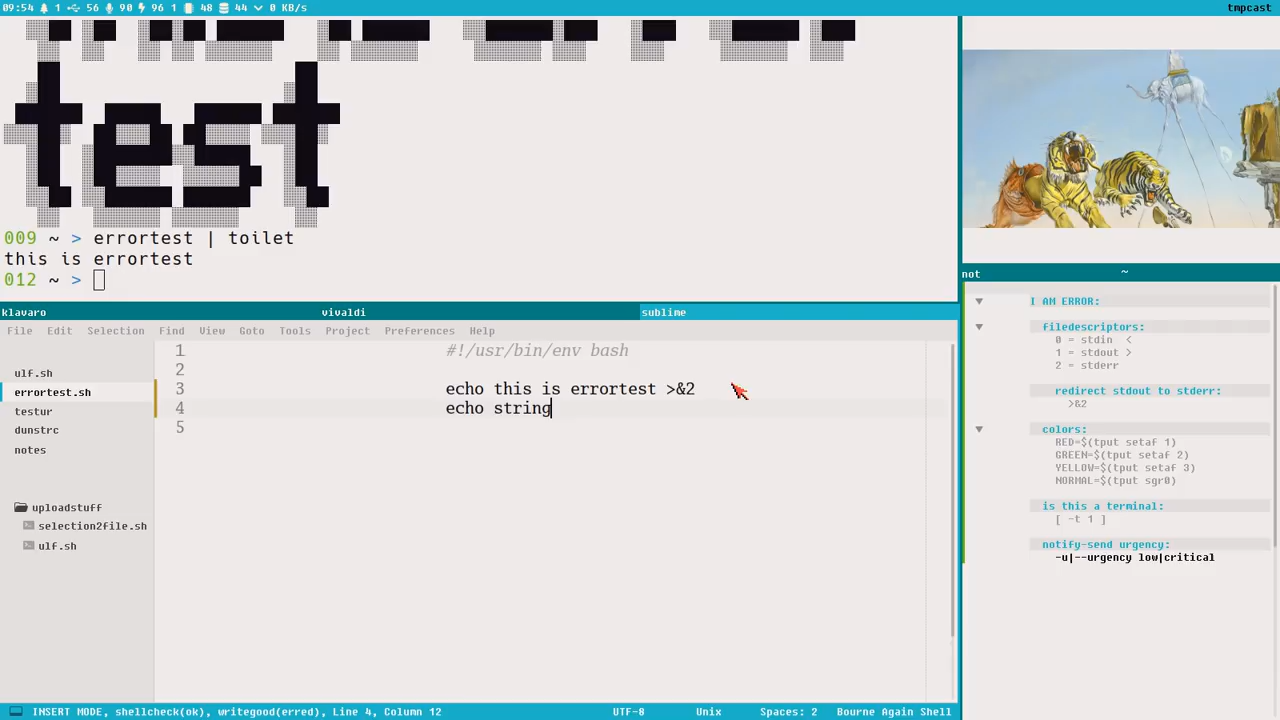 09:54 1 56 90 96 1 48 44 0 KB/s
tmpcast
test
009 ~ > errortest | toilet
this is errortest
012 ~ >
not ~
I AM ERROR:
filedescriptors:
0 = stdin <
1 = stdout >
2 = stderr
redirect stdout to stderr:
>&2
colors:
RED=$(tput setaf 1)
GREEN=$(tput setaf 2)
YELLOW=$(tput setaf 3)
NORMAL=$(tput sgr0)
is this a terminal:
[ -t 1 ]
notify-send urgency:
-u|--urgency low|critical
klavaro vivaldi sublime
File Edit Selection Find View Goto Tools Project Preferences Help
ulf.sh
errortest.sh
testur
dunstrc
notes
uploadstuff
selection2file.sh
ulf.sh
1 #!/usr/bin/env bash
2
3 echo this is errortest >&2
4 echo string
5
INSERT MODE, shellcheck(ok), writegood(erred), Line 4, Column 12 UTF-8 Unix Spaces: 2 Bourne Again Shell